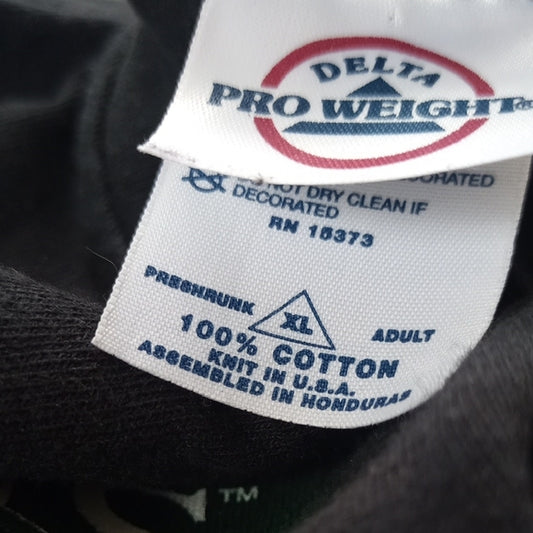 DELTA
PRO WEIGHT®
NOT DRY CLEAN IF
DECORATED
RN 15373
PRESHRUNK XL ADULT
100% COTTON
KNIT IN U.S.A.
ASSEMBLED IN HONDURAS
TM